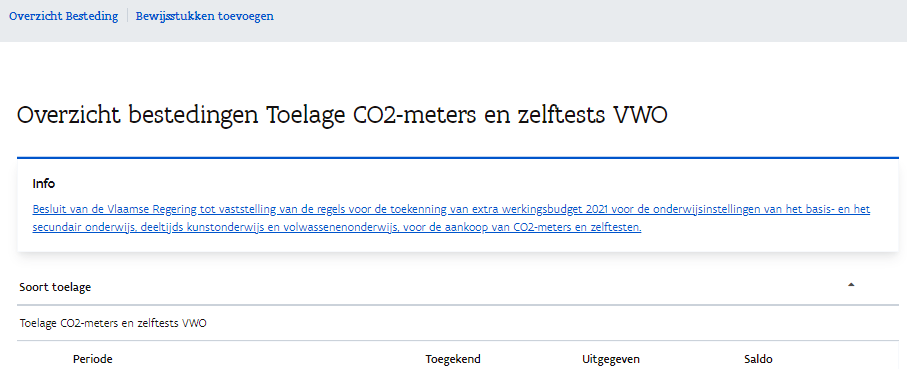 Overzicht Besteding Bewijsstukken toevoegen
Overzicht bestedingen Toelage CO2-meters en zelftests VWO
Info
Besluit van de Vlaamse Regering tot vaststelling van de regels voor de toekenning van extra werkingsbudget 2021 voor de onderwijsinstellingen van het basis- en het
secundair onderwijs, deeltijds kunstonderwijs en volwassenenonderwijs, voor de aankoop van CO2-meters en zelftesten.
Soort toelage
Toelage CO2-meters en zelftests VWO
Periode Toegekend Uitgegeven Saldo